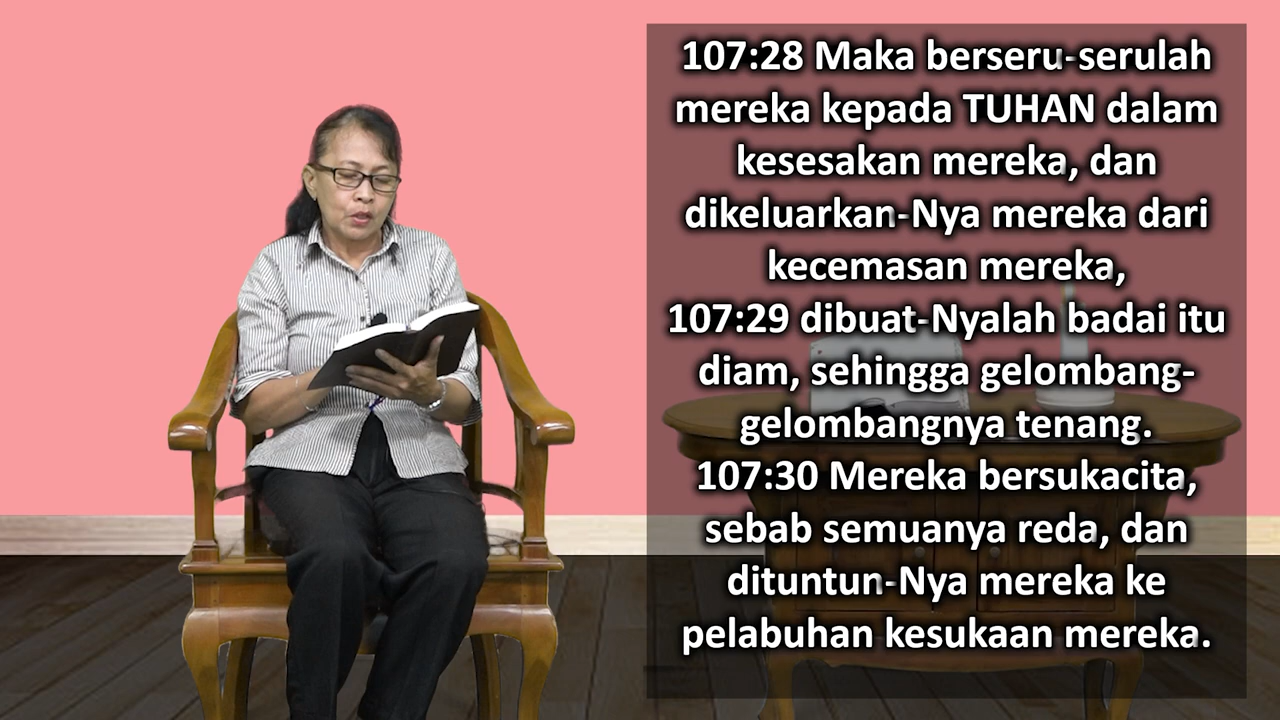 107:28 Maka berseru-serulah
mereka kepada TUHAN dalam
kesesakan mereka, dan
dikeluarkan-Nya mereka dari
kecemasan mereka,
107:29 dibuat-Nyalah badai itu
diam, sehingga gelombang-
gelombangnya tenang.
107:30 Mereka bersukacita,
sebab semuanya reda, dan
dituntun-Nya mereka ke
pelabuhan kesukaan mereka.